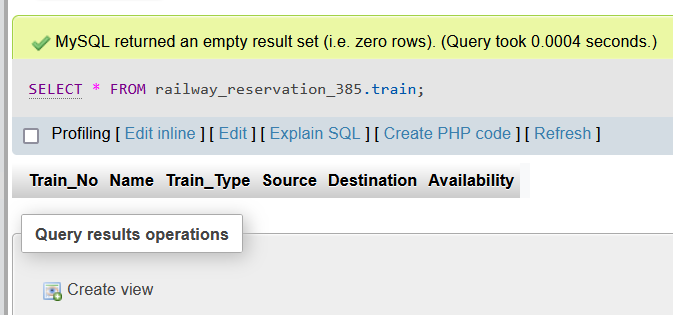 MySQL returned an empty result set (i.e. zero rows). (Query took 0.0004 seconds.)
SELECT * FROM railway_reservation_385.train;
Profiling [ Edit inline ] [ Edit ] [ Explain SQL ] [ Create PHP code ] [ Refresh ]
Train_No Name Train_Type Source Destination Availability
Query results operations
Create view